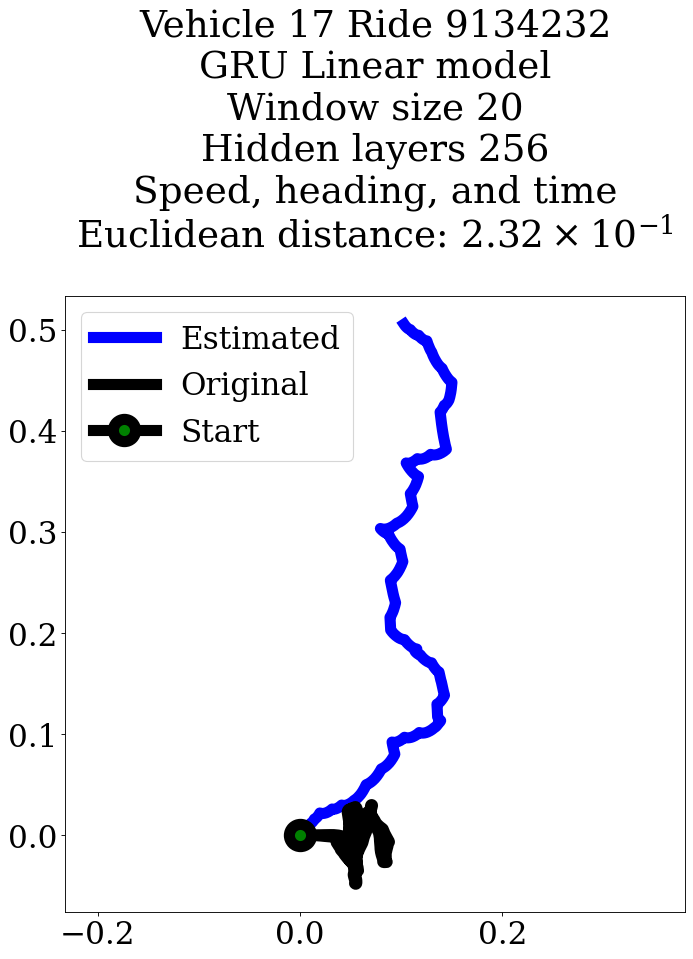 Vehicle 17 Ride 9134232
GRU Linear model
Window size 20
Hidden layers 256
Speed, heading, and time
Euclidean distance: 2.32 × 10⁻¹
Estimated
Original
Start
0.5
0.4
0.3
0.2
0.1
0.0
−0.2 0.0 0.2